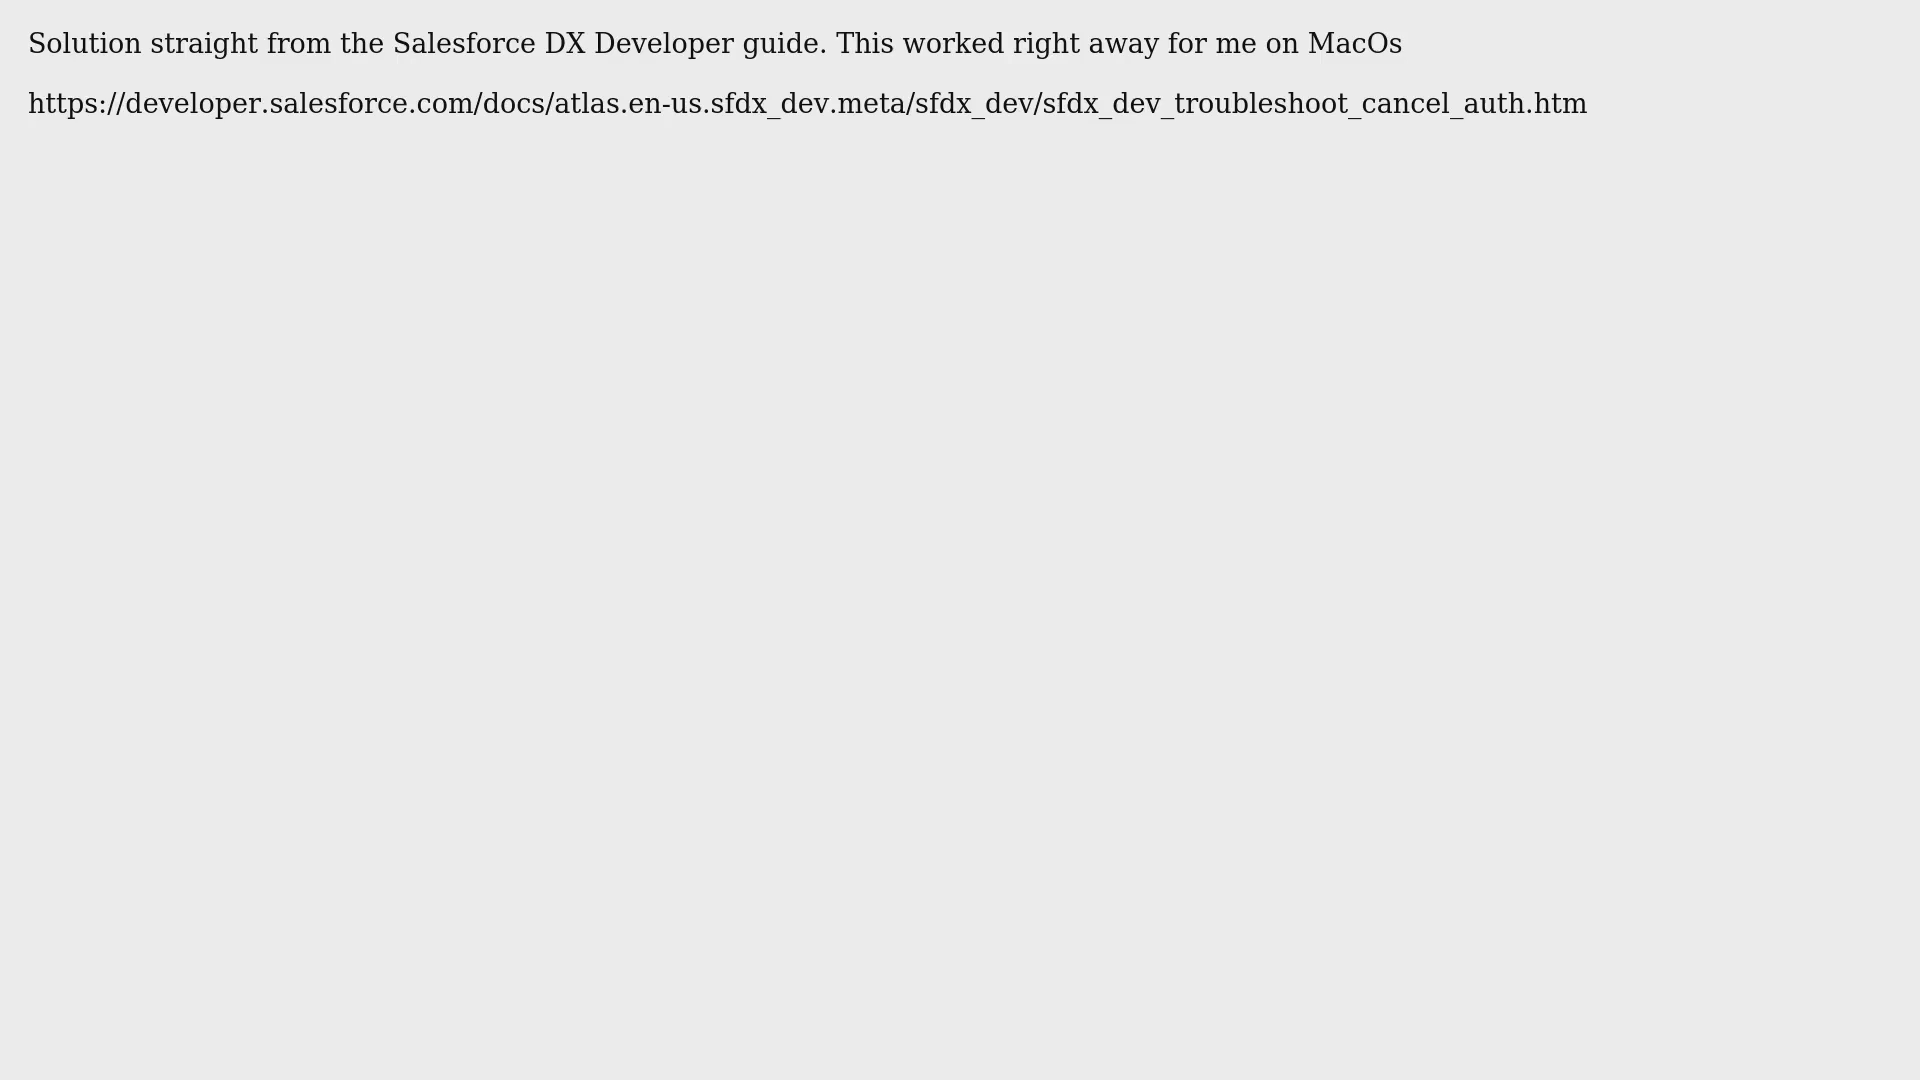 Solution straight from the Salesforce DX Developer guide. This worked right away for me on MacOs
https://developer.salesforce.com/docs/atlas.en-us.sfdx_dev.meta/sfdx_dev/sfdx_dev_troubleshoot_cancel_auth.htm